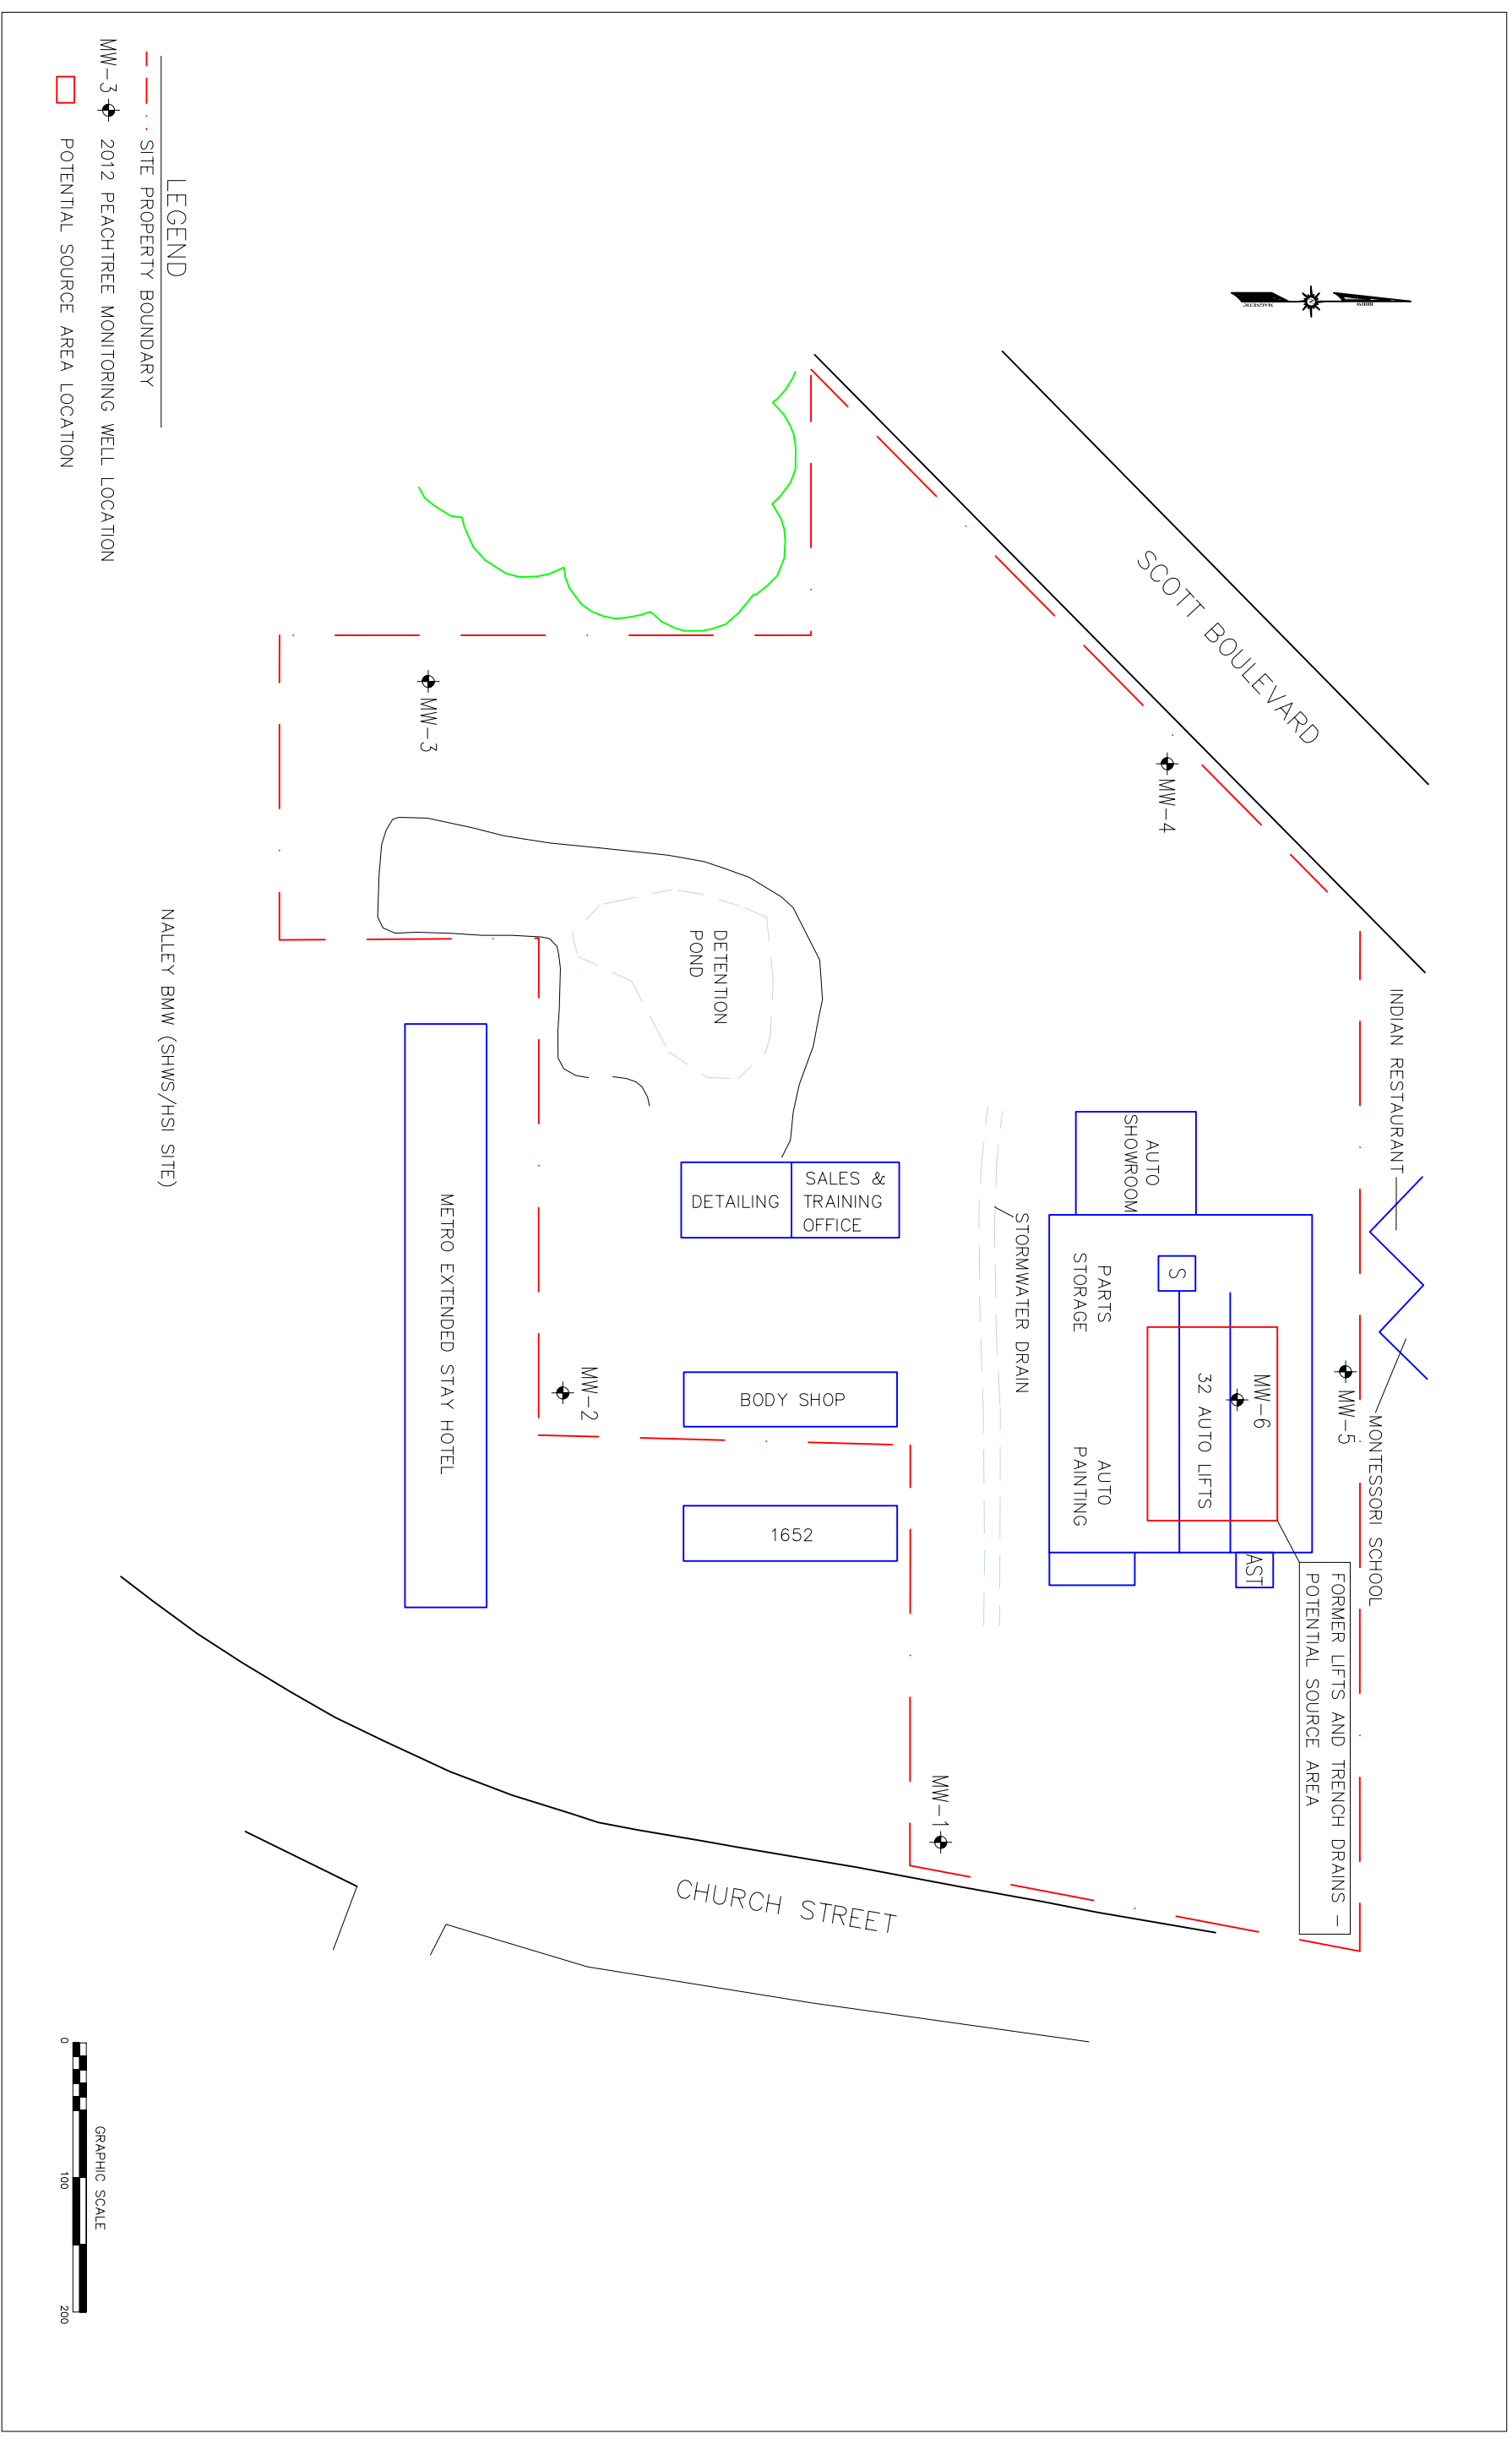 INDIAN RESTAURANT
MONTESSORI SCHOOL
MW-5
FORMER LIFTS AND TRENCH DRAINS -
POTENTIAL SOURCE AREA
SCOTT BOULEVARD
MW-4
AUTO
SHOWROOM
S
MW-6
32 AUTO LIFTS
AST
PARTS
STORAGE
AUTO
PAINTING
STORMWATER DRAIN
MW-1
SALES &
TRAINING
OFFICE
DETAILING
BODY SHOP
1652
CHURCH STREET
DETENTION
POND
MW-2
MW-3
METRO EXTENDED STAY HOTEL
NALLEY BMW (SHWS/HSI SITE)
LEGEND
SITE PROPERTY BOUNDARY
MW-3 2012 PEACHTREE MONITORING WELL LOCATION
POTENTIAL SOURCE AREA LOCATION
GRAPHIC SCALE
0 100 200
MAGNETIC